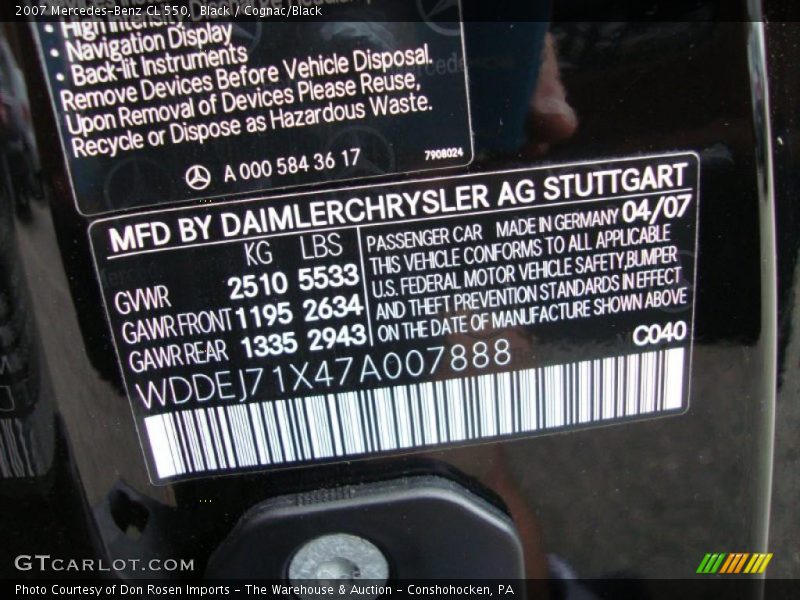 2007 Mercedes-Benz CL 550, Black / Cognac/Black
• High Intensity
• Navigation Display
• Back-lit Instruments
Remove Devices Before Vehicle Disposal.
Upon Removal of Devices Please Reuse,
Recycle or Dispose as Hazardous Waste.
A 000 584 36 17
7908024
MFD BY DAIMLERCHRYSLER AG STUTTGART
KG LBS
GVWR 2510 5533
GAWR FRONT 1195 2634
GAWR REAR 1335 2943
PASSENGER CAR MADE IN GERMANY 04/07
THIS VEHICLE CONFORMS TO ALL APPLICABLE
U.S. FEDERAL MOTOR VEHICLE SAFETY,BUMPER
AND THEFT PREVENTION STANDARDS IN EFFECT
ON THE DATE OF MANUFACTURE SHOWN ABOVE
C040
WDDEJ71X47A007888
GTCARLOT.COM
Photo Courtesy of Don Rosen Imports - The Warehouse & Auction - Conshohocken, PA